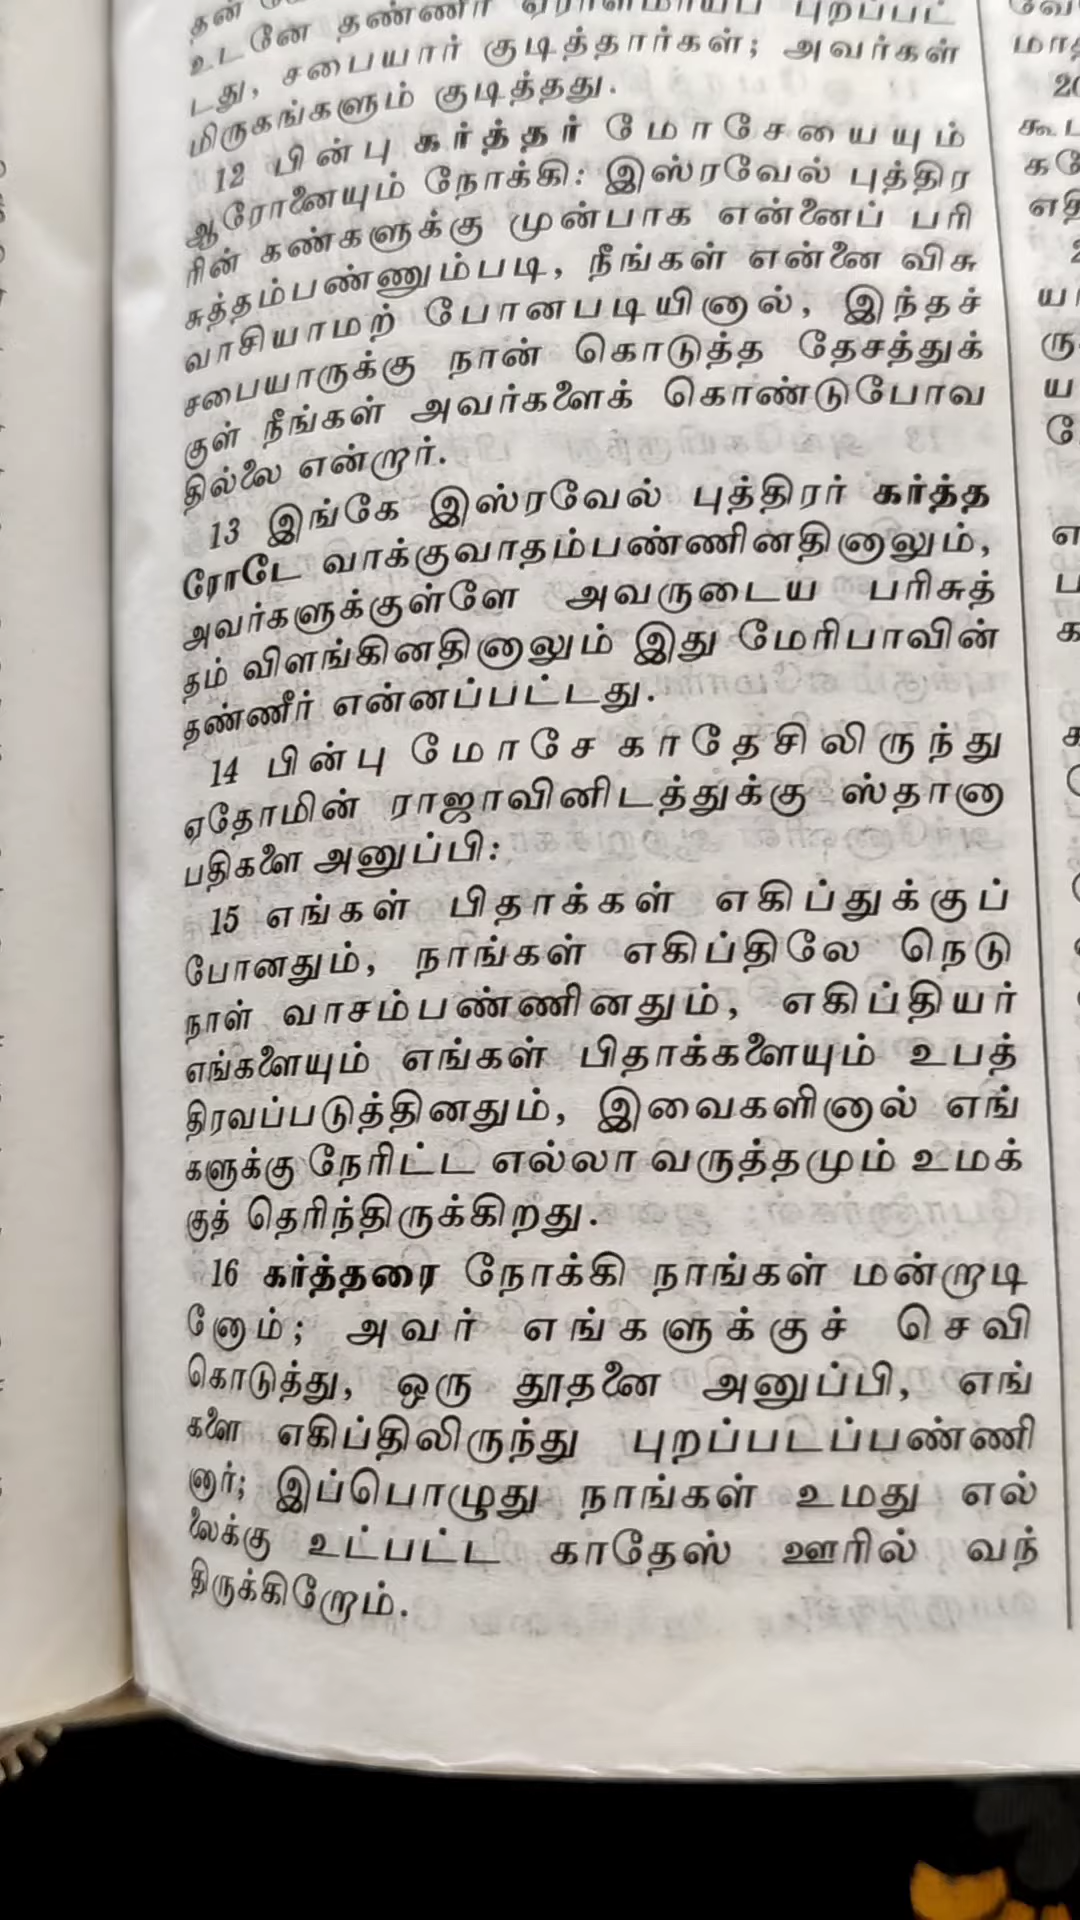 உடனே தண்ணீர் ஏராளமாய்ப் புறப்பட்
டது, சபையார் குடித்தார்கள்; அவர்கள்
மிருகங்களும் குடித்தது.
12 பின்பு கர்த்தர் மோசேயையும்
ஆரோனையும் நோக்கி: இஸ்ரவேல் புத்திர
ரின் கண்களுக்கு முன்பாக என்னைப் பரி
சுத்தம்பண்ணும்படி, நீங்கள் என்னை விசு
வாசியாமற் போனபடியினால், இந்தச்
சபையாருக்கு நான் கொடுத்த தேசத்துக்
குள் நீங்கள் அவர்களைக் கொண்டுபோவ
தில்லை என்றார்.
13 இங்கே இஸ்ரவேல் புத்திரர் கர்த்த
ரோடே வாக்குவாதம்பண்ணினதினாலும்,
அவர்களுக்குள்ளே அவருடைய பரிசுத்
தம் விளங்கினதினாலும் இது மேரிபாவின்
தண்ணீர் என்னப்பட்டது.
14 பின்பு மோசே காதேசிலிருந்து
ஏதோமின் ராஜாவினிடத்துக்கு ஸ்தானா
பதிகளை அனுப்பி:
15 எங்கள் பிதாக்கள் எகிப்துக்குப்
போனதும், நாங்கள் எகிப்திலே நெடு
நாள் வாசம்பண்ணினதும், எகிப்தியர்
எங்களையும் எங்கள் பிதாக்களையும் உபத்
திரவப்படுத்தினதும், இவைகளினால் எங்
களுக்கு நேரிட்ட எல்லா வருத்தமும் உமக்
குத் தெரிந்திருக்கிறது.
16 கர்த்தரை நோக்கி நாங்கள் மன்றாடி
னோம்; அவர் எங்களுக்குச் செவி
கொடுத்து, ஒரு தூதனை அனுப்பி, எங்
களை எகிப்திலிருந்து புறப்படப்பண்ணி
னார்; இப்பொழுது நாங்கள் உமது எல்
லைக்கு உட்பட்ட காதேஸ் ஊரில் வந்
திருக்கிறோம்.